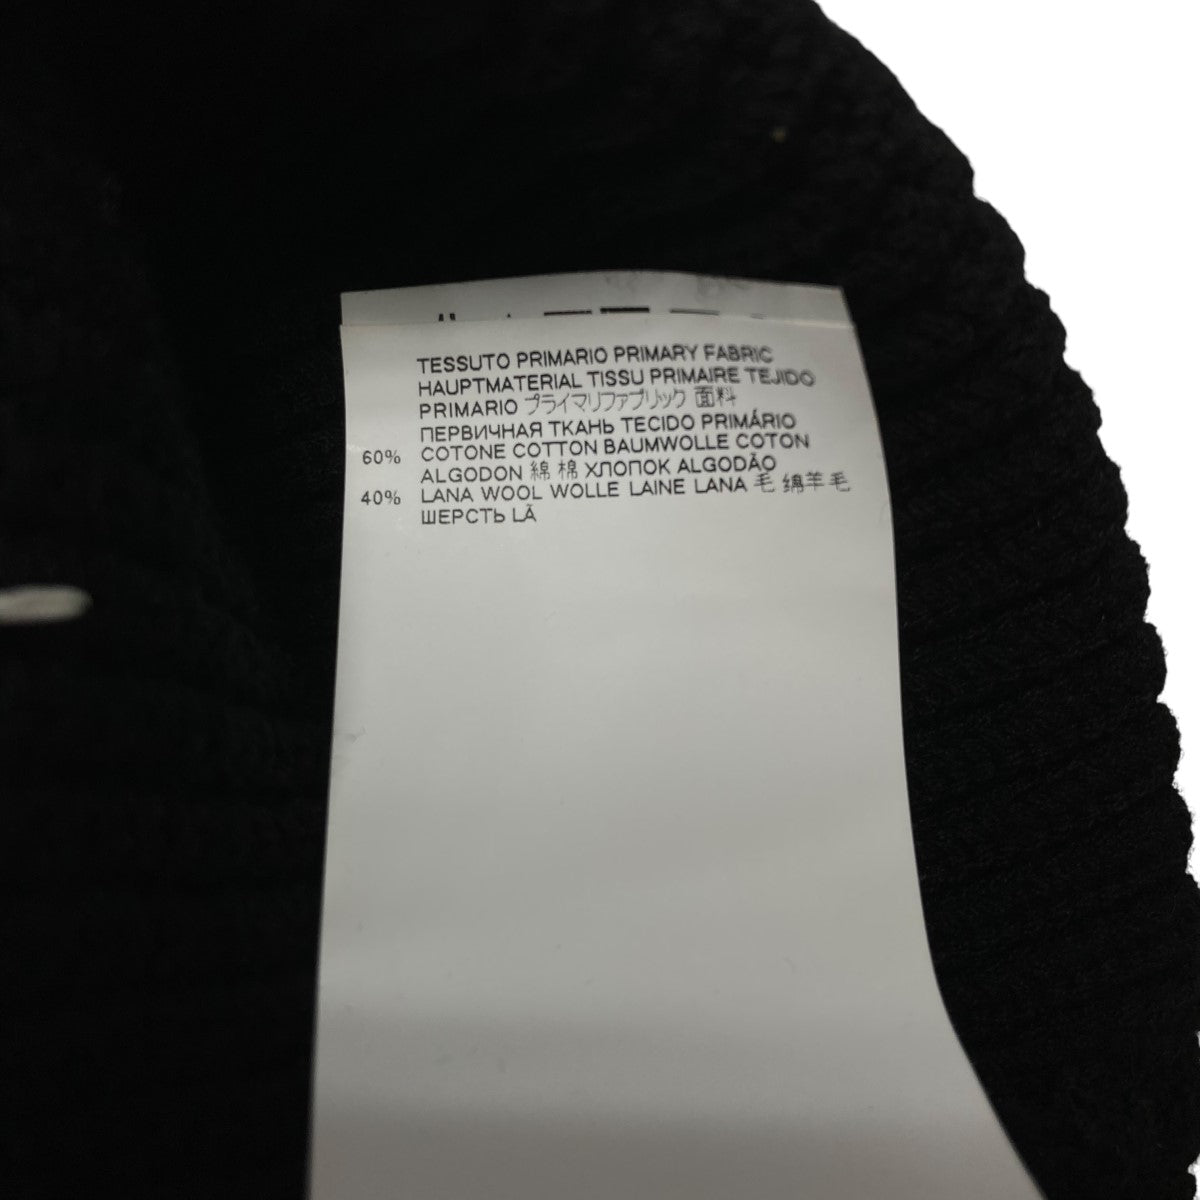 TESSUTO PRIMARIO PRIMARY FABRIC
HAUPTMATERIAL TISSU PRIMAIRE TEJIDO
PRIMARIO プライマリファブリック 面料
ПЕРВИЧНАЯ ТКАНЬ TECIDO PRIMÁRIO
60% COTONE COTTON BAUMWOLLE COTON
ALGODON 綿 棉 ХЛОПОК ALGODÃO
40% LANA WOOL WOLLE LAINE LANA 毛 绵羊毛
ШЕРСТЬ LÃ